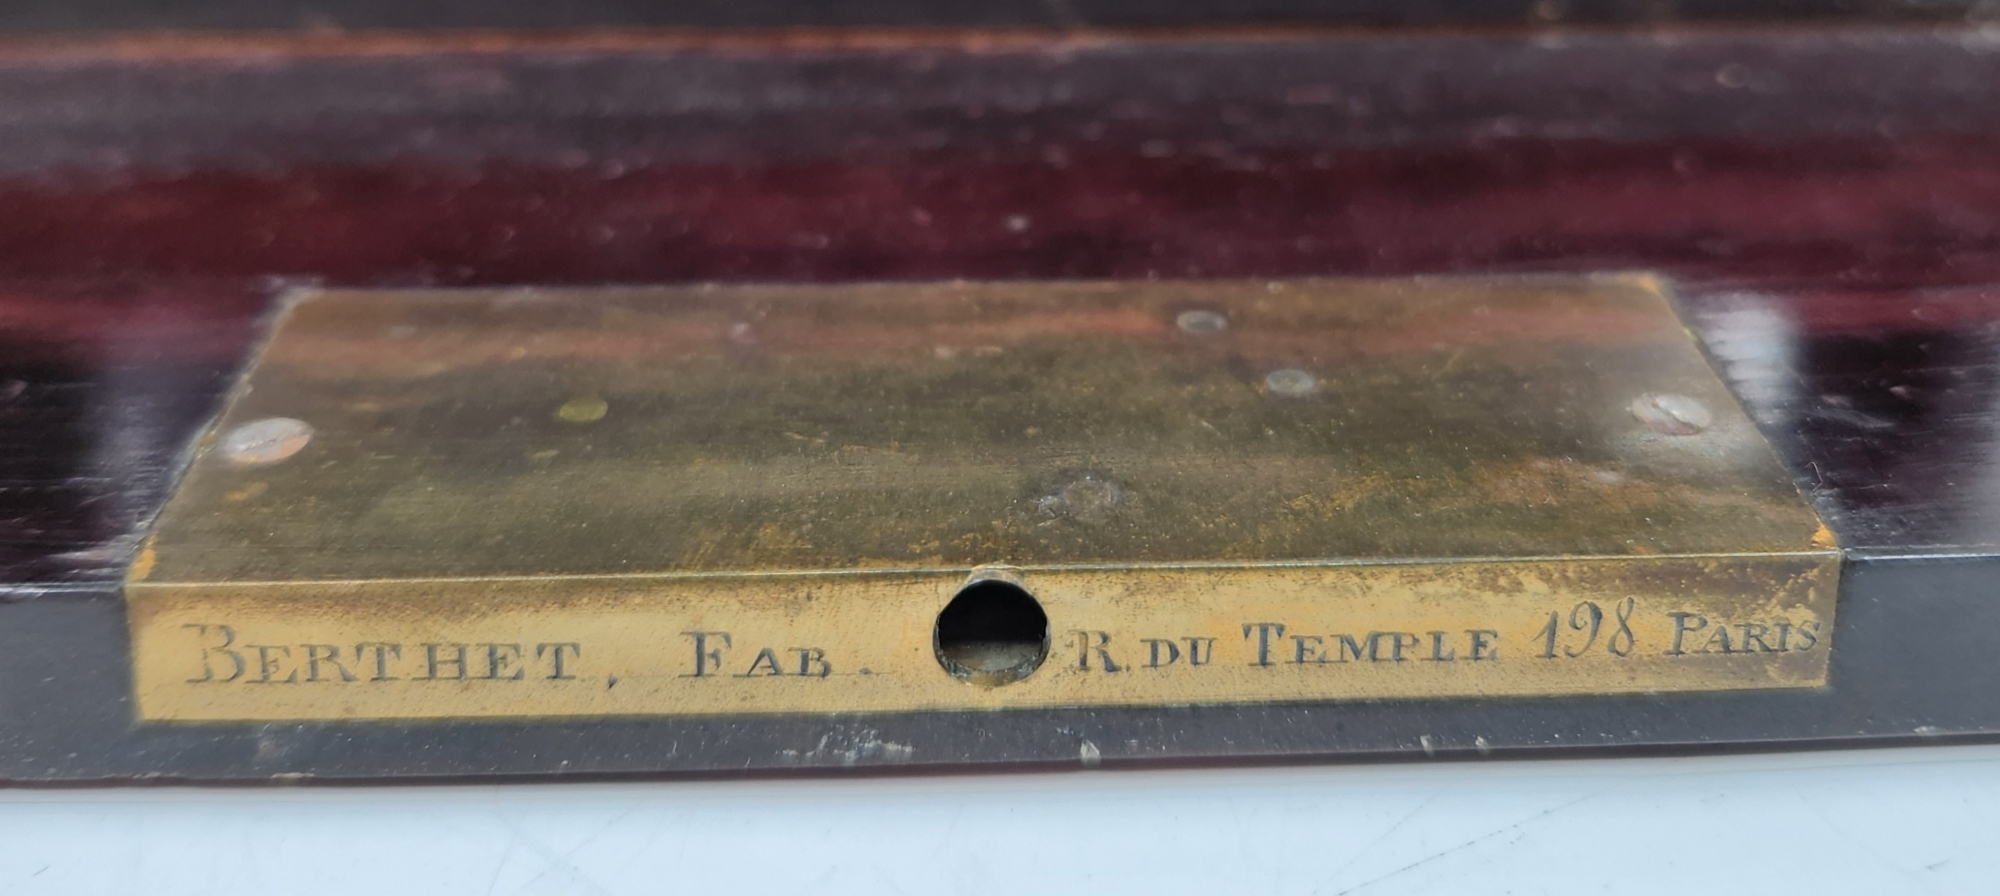 BERTHET, FAB. R. DU TEMPLE 198 PARIS